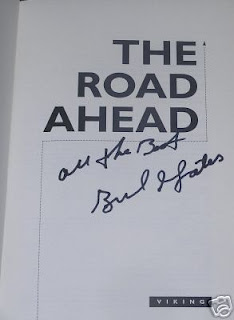 THE
ROAD
AHEAD
All the Best
Bill Gates
VIKING